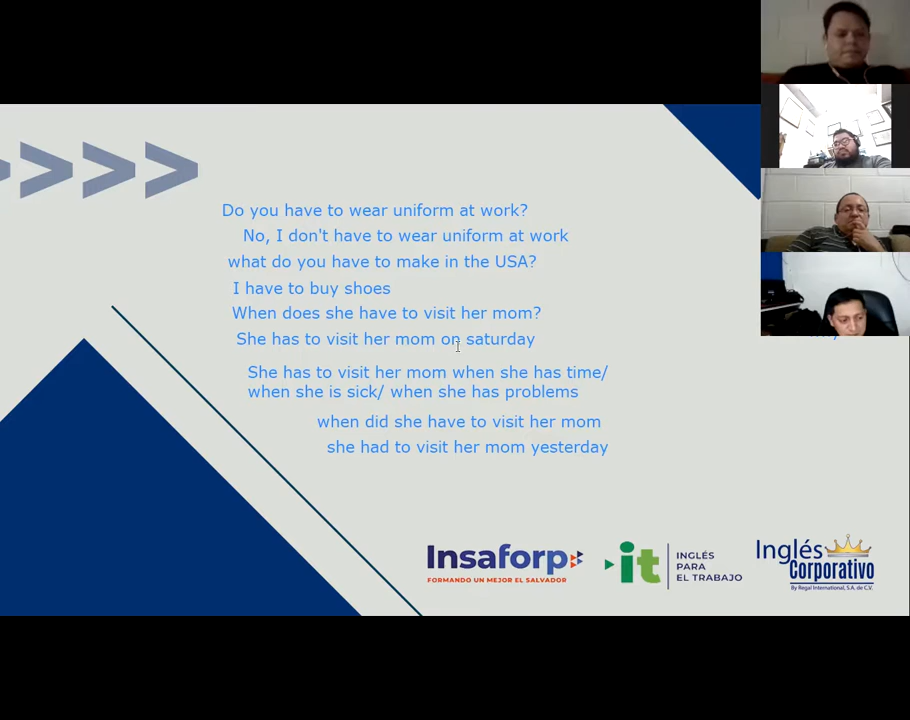 Do you have to wear uniform at work?
No, I don't have to wear uniform at work
what do you have to make in the USA?
I have to buy shoes
When does she have to visit her mom?
She has to visit her mom on saturday
She has to visit her mom when she has time/
when she is sick/ when she has problems
when did she have to visit her mom
she had to visit her mom yesterday
Insaforp
FORMANDO UN MEJOR EL SALVADOR
it
INGLÉS
PARA
EL TRABAJO
Inglés
Corporativo
By Regal International, S.A. de C.V.